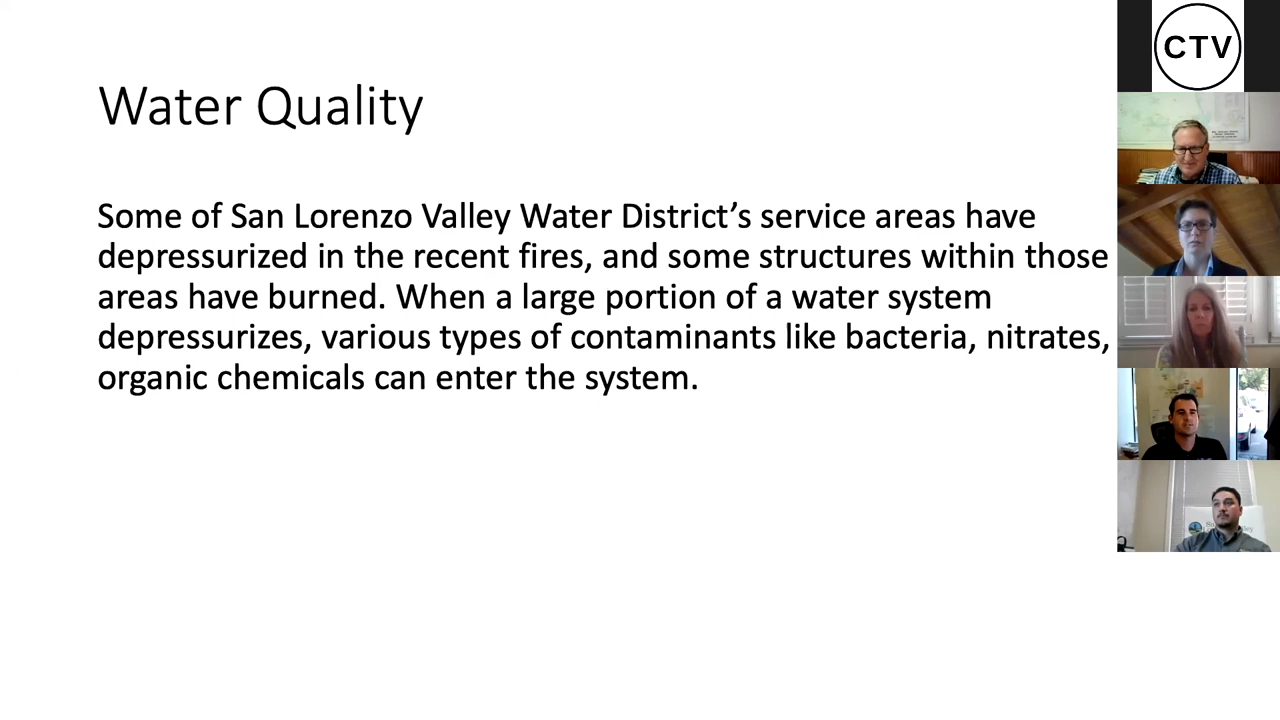 Water Quality
Some of San Lorenzo Valley Water District’s service areas have
depressurized in the recent fires, and some structures within those
areas have burned. When a large portion of a water system
depressurizes, various types of contaminants like bacteria, nitrates,
organic chemicals can enter the system.
CTV